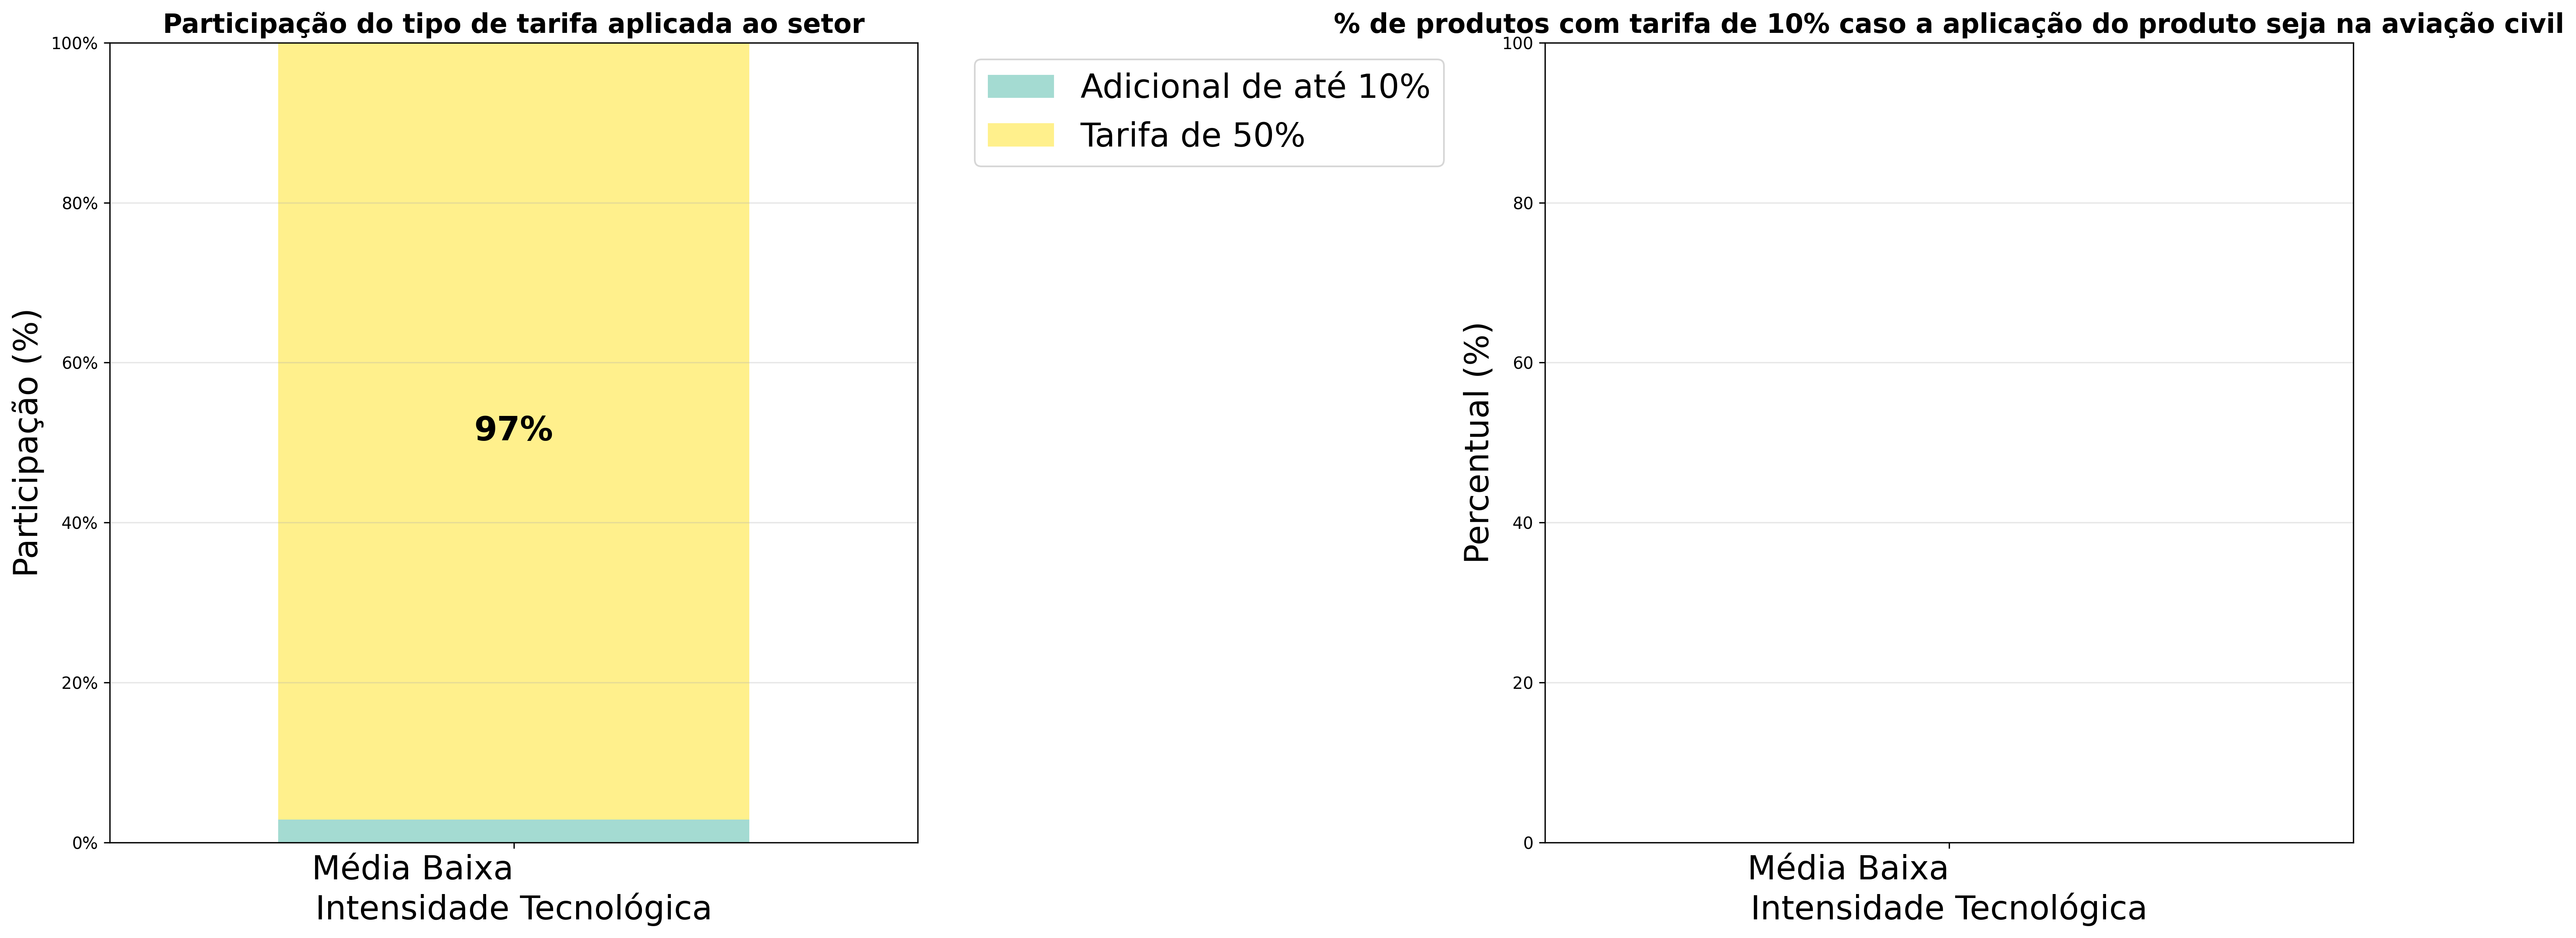 Participação do tipo de tarifa aplicada ao setor
100%
80%
60%
40%
20%
0%
Participação (%)
97%
Média Baixa
Intensidade Tecnológica
Adicional de até 10%
Tarifa de 50%
% de produtos com tarifa de 10% caso a aplicação do produto seja na aviação civil
100
80
60
40
20
0
Percentual (%)
Média Baixa
Intensidade Tecnológica